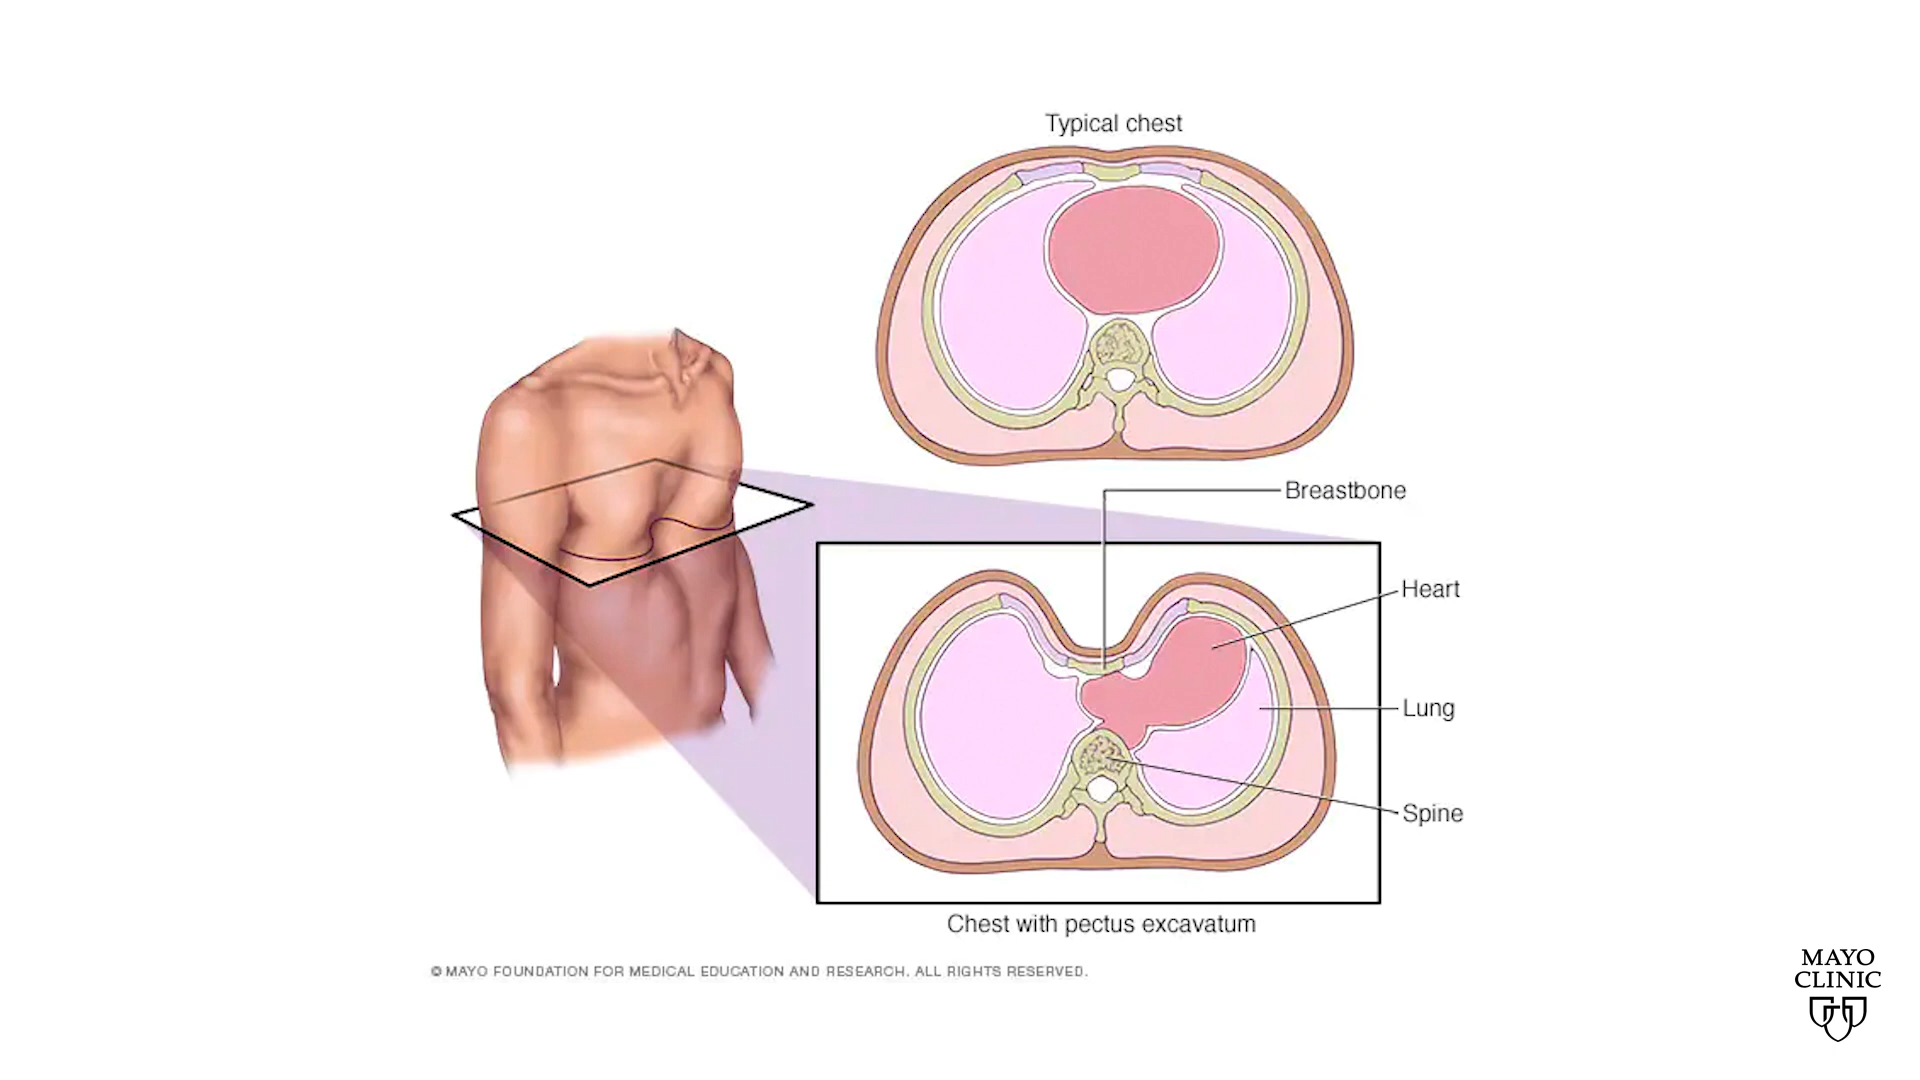 Typical chest
Breastbone
Heart
Lung
Spine
Chest with pectus excavatum
© MAYO FOUNDATION FOR MEDICAL EDUCATION AND RESEARCH. ALL RIGHTS RESERVED.
MAYO
CLINIC